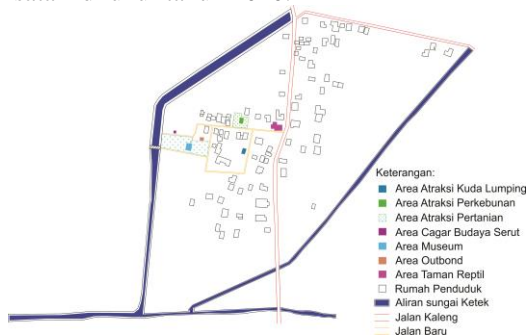 Keterangan:
Area Atraksi Kuda Lumping
Area Atraksi Perkebunan
Area Atraksi Pertanian
Area Cagar Budaya Serut
Area Museum
Area Outbond
Area Taman Reptil
Rumah Penduduk
Aliran sungai Ketek
Jalan Kaleng
Jalan Baru